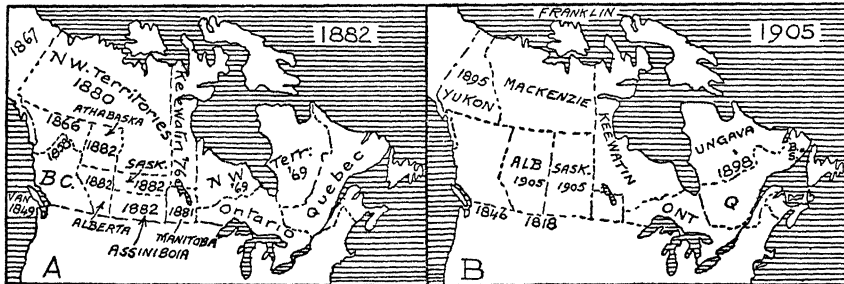 1882
1867
N.W. Territories
1880
Keewatin '76
ATHABASKA
1866
1882
1858
SASK.
1882
B.C.
1882
1882
1881
VAN.
1849
ALBERTA
ASSINIBOIA
MANITOBA
N.W.
'69
Terr.
'69
Ontario
Quebec
A
FRANKLIN
1905
1895
YUKON
MACKENZIE
KEEWATIN
UNGAVA
1898
ALB
1905
SASK.
1905
1846
1818
ONT
Q
B